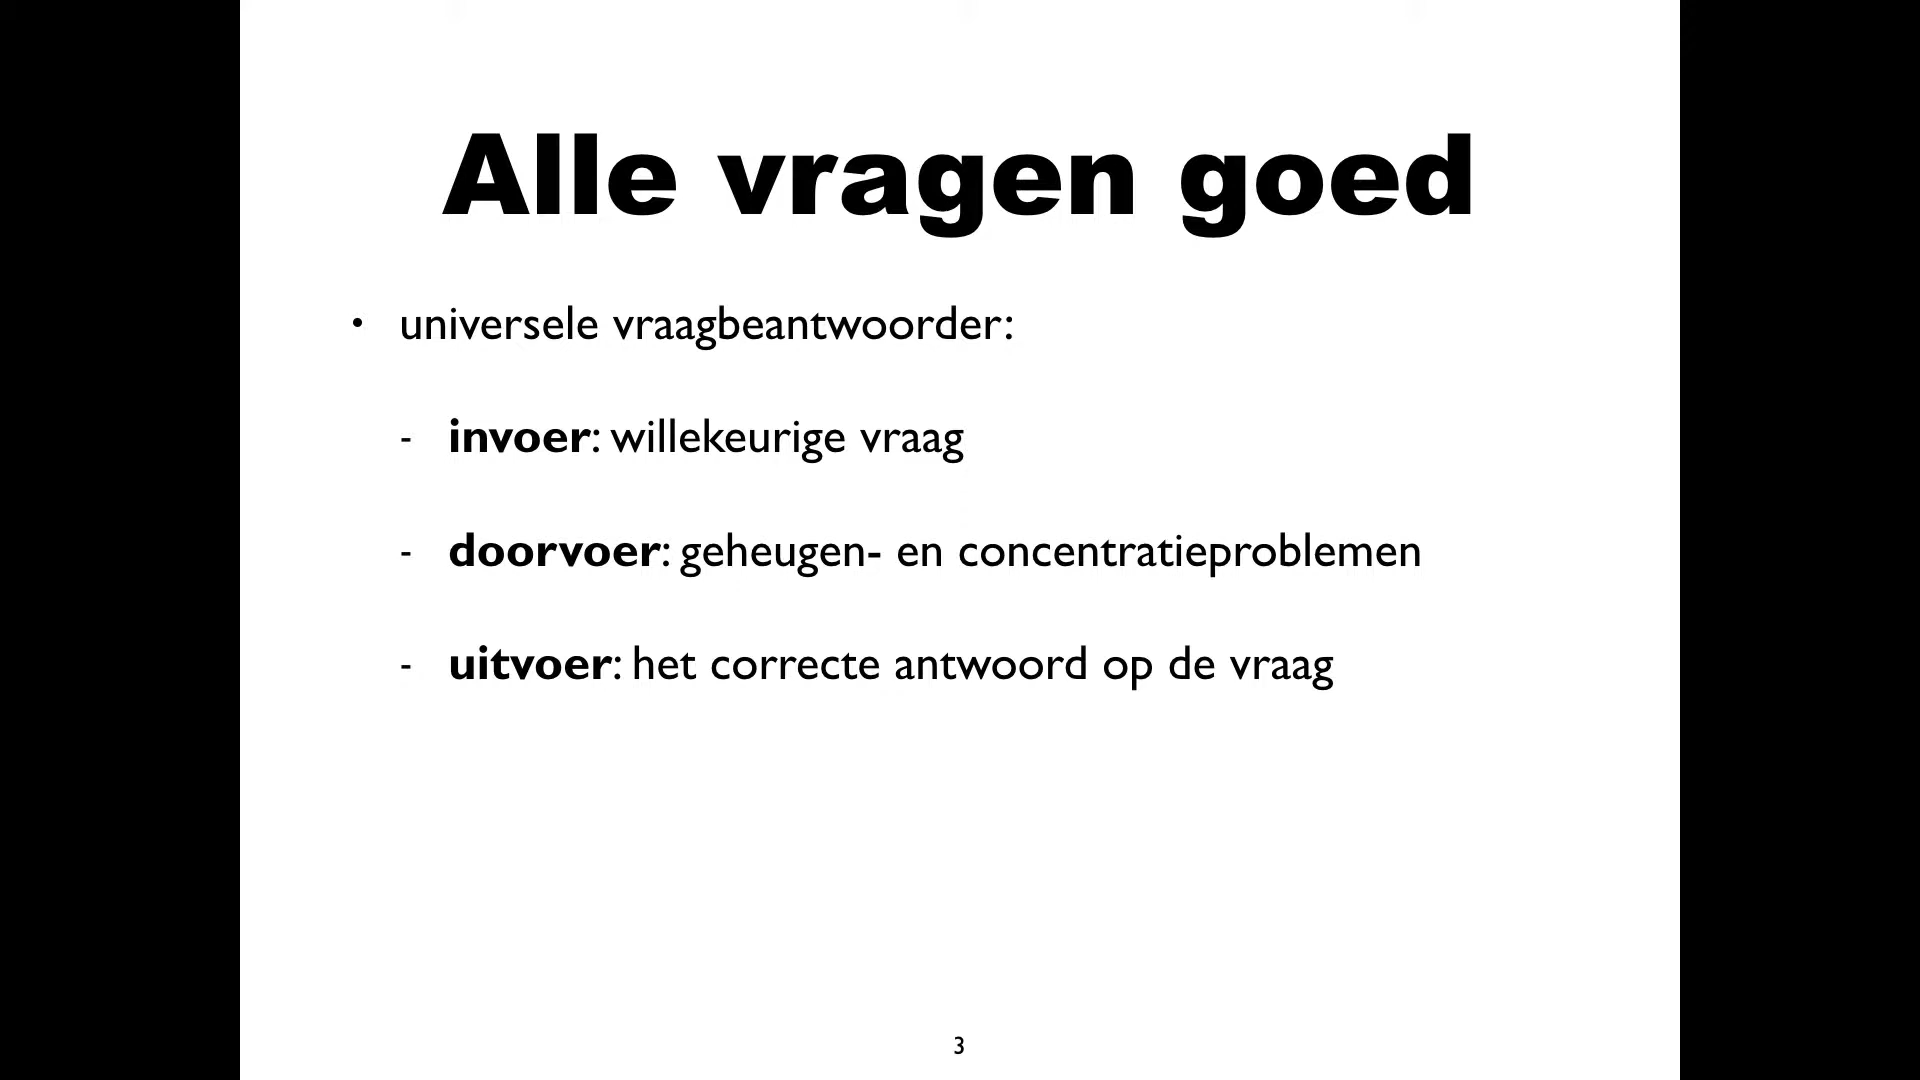 Alle vragen goed
• universele vraagbeantwoorder:
- invoer: willekeurige vraag
- doorvoer: geheugen- en concentratieproblemen
- uitvoer: het correcte antwoord op de vraag
3